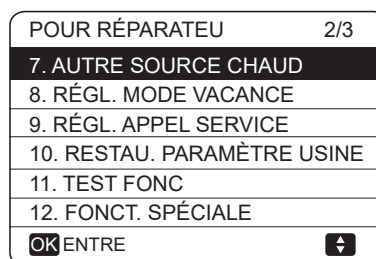 POUR RÉPARATEU 2/3
7. AUTRE SOURCE CHAUD
8. RÉGL. MODE VACANCE
9. RÉGL. APPEL SERVICE
10. RESTAU. PARAMÈTRE USINE
11. TEST FONC
12. FONCT. SPÉCIALE
OK ENTRE